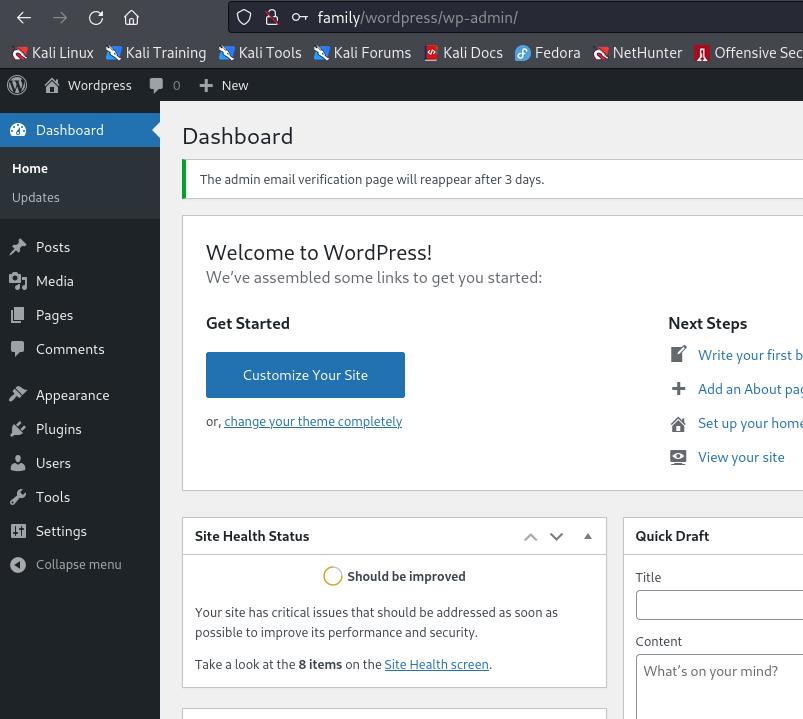 family/wordpress/wp-admin/
Kali Linux Kali Training Kali Tools Kali Forums Kali Docs Fedora NetHunter Offensive Sec
Wordpress 0 New
Dashboard
Home
Updates
Posts
Media
Pages
Comments
Appearance
Plugins
Users
Tools
Settings
Collapse menu
Dashboard
The admin email verification page will reappear after 3 days.
Welcome to WordPress!
We’ve assembled some links to get you started:
Get Started
Customize Your Site
or, change your theme completely
Next Steps
Write your first b
Add an About pag
Set up your home
View your site
Site Health Status
Should be improved
Your site has critical issues that should be addressed as soon as
possible to improve its performance and security.
Take a look at the 8 items on the Site Health screen.
Quick Draft
Title
Content
What’s on your mind?